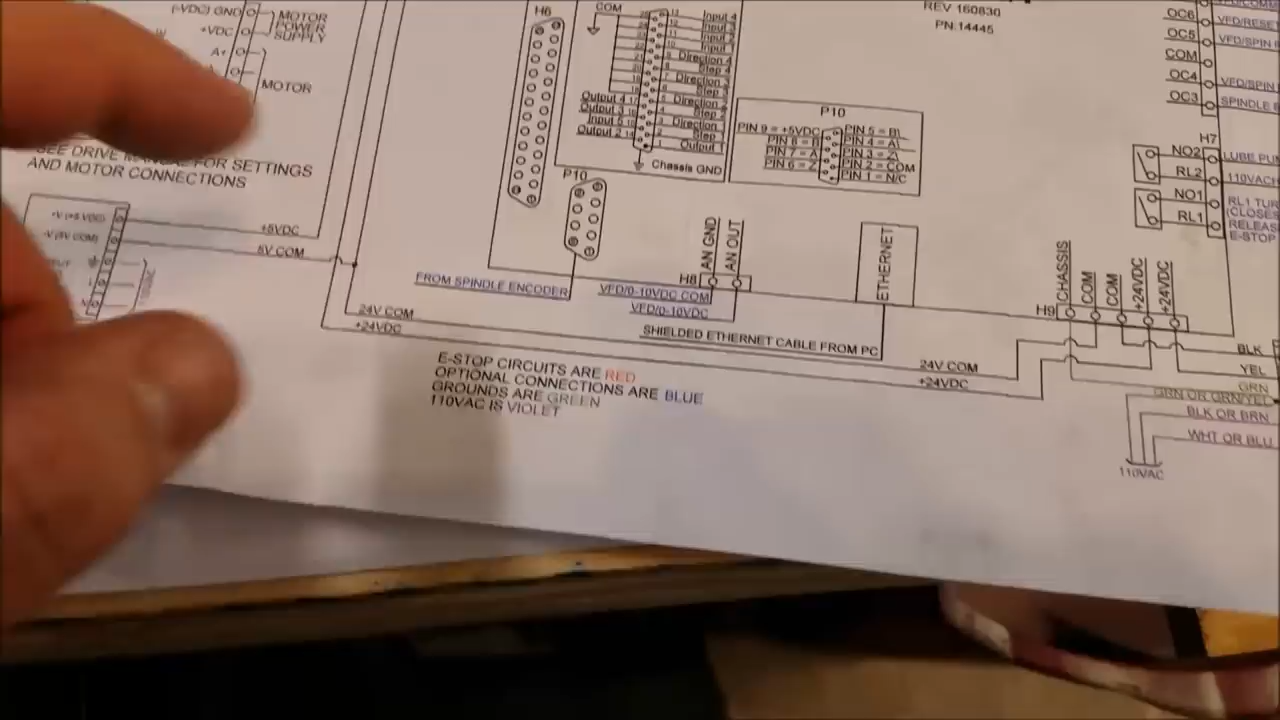 (-VDC) GND
+VDC
A+
MOTOR
POWER
SUPPLY
MOTOR
SEE DRIVE MANUAL FOR SETTINGS
AND MOTOR CONNECTIONS
+5VDC
5V COM
H6
COM
Input 4
Input 3
Input 2
Input 1
Direction 4
Step 4
Direction 3
Step 3
Direction 2
Step 2
Direction 1
Step 1
Output 1
Output 4
Output 3
Input 5
Output 2
Chassis GND
REV 160830
PN:14445
P10
PIN 9 = +5VDC
PIN 8 = B
PIN 7 = A
PIN 6 = Z
PIN 5 = B\
PIN 4 = A\
PIN 3 = Z\
PIN 2 = COM
PIN 1 = N/C
P10
FROM SPINDLE ENCODER
H8
AN GND
AN OUT
VFD/0-10VDC COM
VFD/0-10VDC
ETHERNET
SHIELDED ETHERNET CABLE FROM PC
24V COM
+24VDC
24V COM
+24VDC
E-STOP CIRCUITS ARE RED
OPTIONAL CONNECTIONS ARE BLUE
GROUNDS ARE GREEN
110VAC IS VIOLET
OC6
OC5
COM
OC4
OC3
VFD/RESE
VFD/SPIN
VFD/SPIN
SPINDLE
H7
NO2
RL2
NO1
RL1
LUBE PU
110VAC
RL1 TUR
(CLOSE
RELEAS
E-STOP
H9
CHASSIS
COM
COM
+24VDC
+24VDC
BLK
YEL
GRN
GRN OR GRN/YEL
BLK OR BRN
WHT OR BLU
110VAC